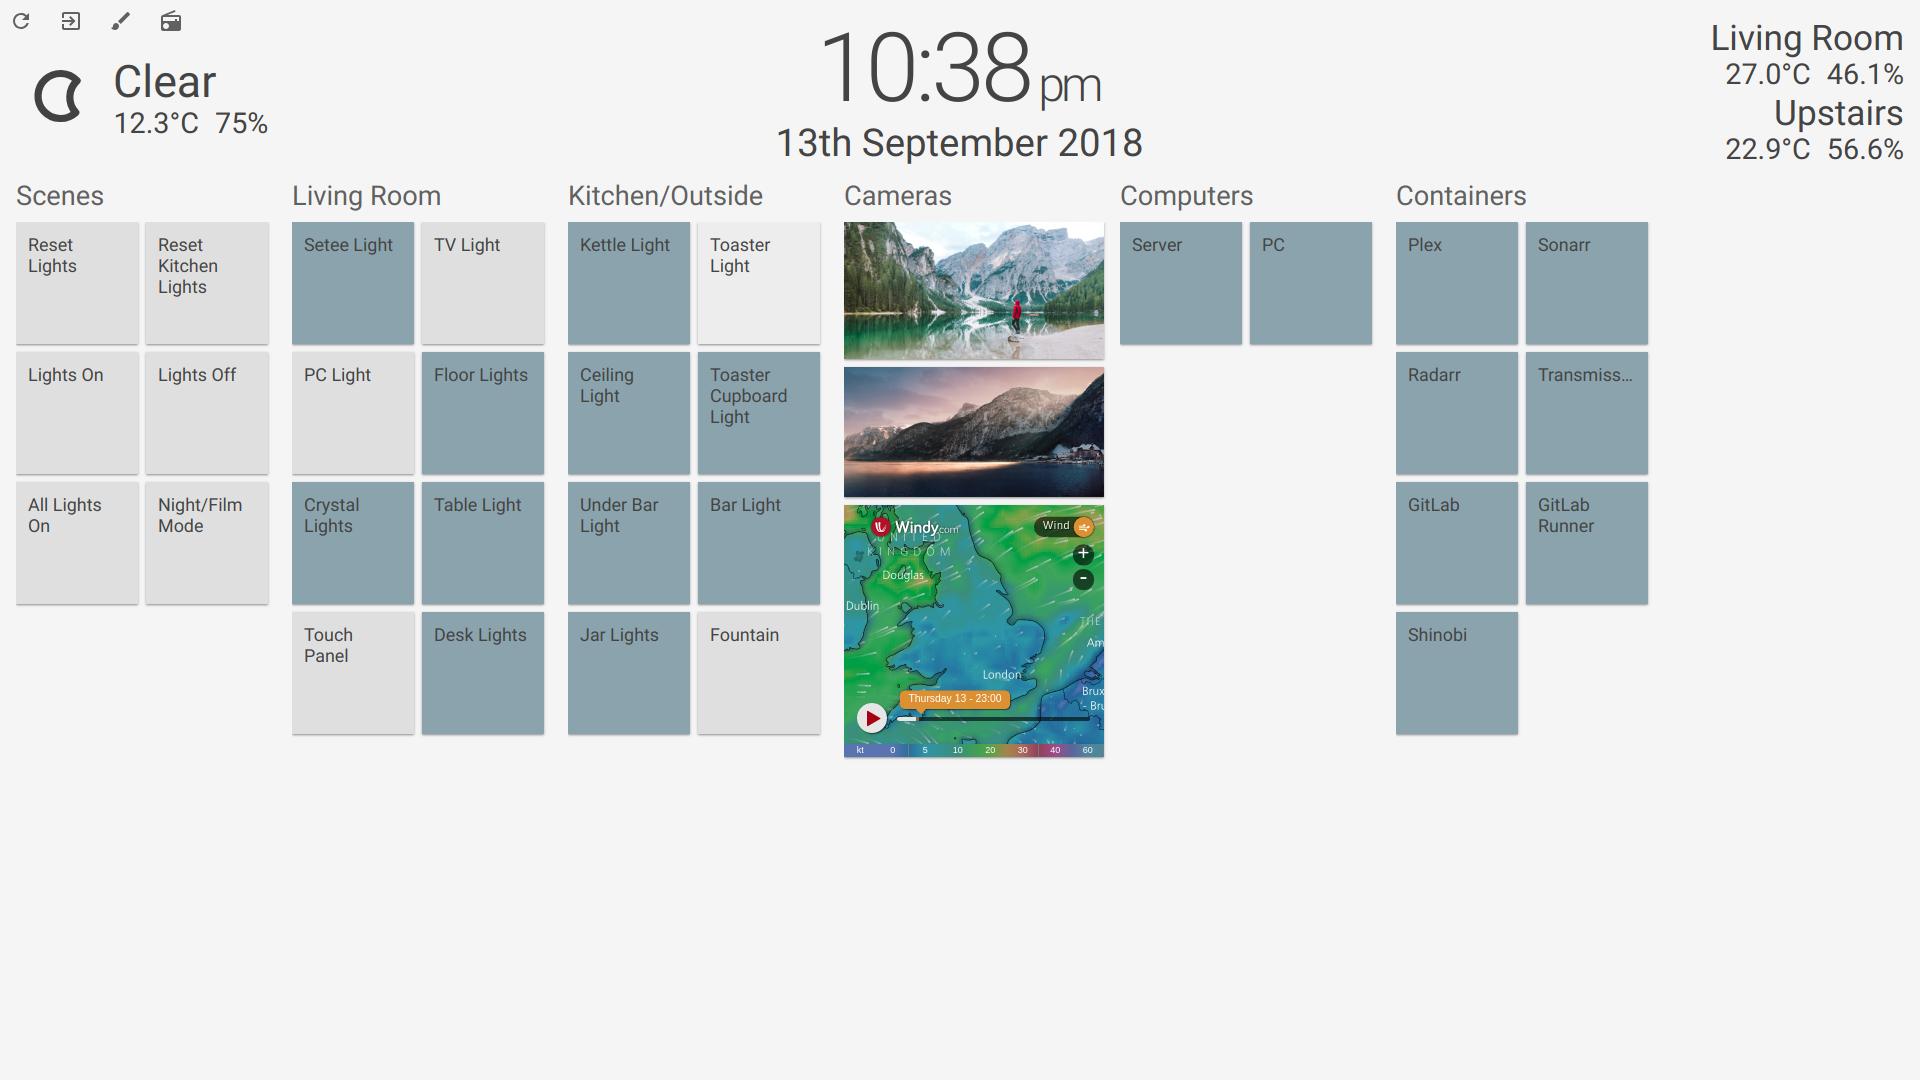 Clear
12.3°C 75%
10:38 pm
13th September 2018
Living Room
27.0°C 46.1%
Upstairs
22.9°C 56.6%
Scenes
Reset
Lights
Reset
Kitchen
Lights
Lights On
Lights Off
All Lights
On
Night/Film
Mode
Living Room
Setee Light
TV Light
PC Light
Floor Lights
Crystal
Lights
Table Light
Touch
Panel
Desk Lights
Kitchen/Outside
Kettle Light
Toaster
Light
Ceiling
Light
Toaster
Cupboard
Light
Under Bar
Light
Bar Light
Jar Lights
Fountain
Cameras
Windy.com
Wind
UNITED
KINGDOM
+
-
Douglas
Dublin
THE
Am
London
Brux
- Bru
Thursday 13 - 23:00
kt 0 5 10 20 30 40 60
Computers
Server
PC
Containers
Plex
Sonarr
Radarr
Transmiss...
GitLab
GitLab
Runner
Shinobi